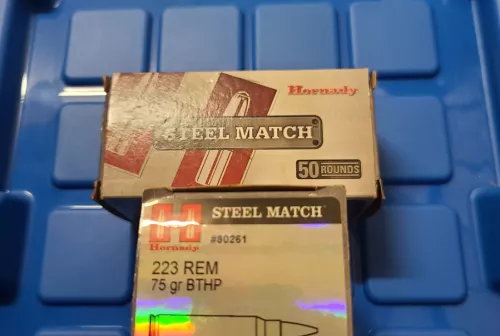 Hornady
STEEL MATCH
50 ROUNDS
H
Hornady
STEEL MATCH
#80261
223 REM
75 gr BTHP